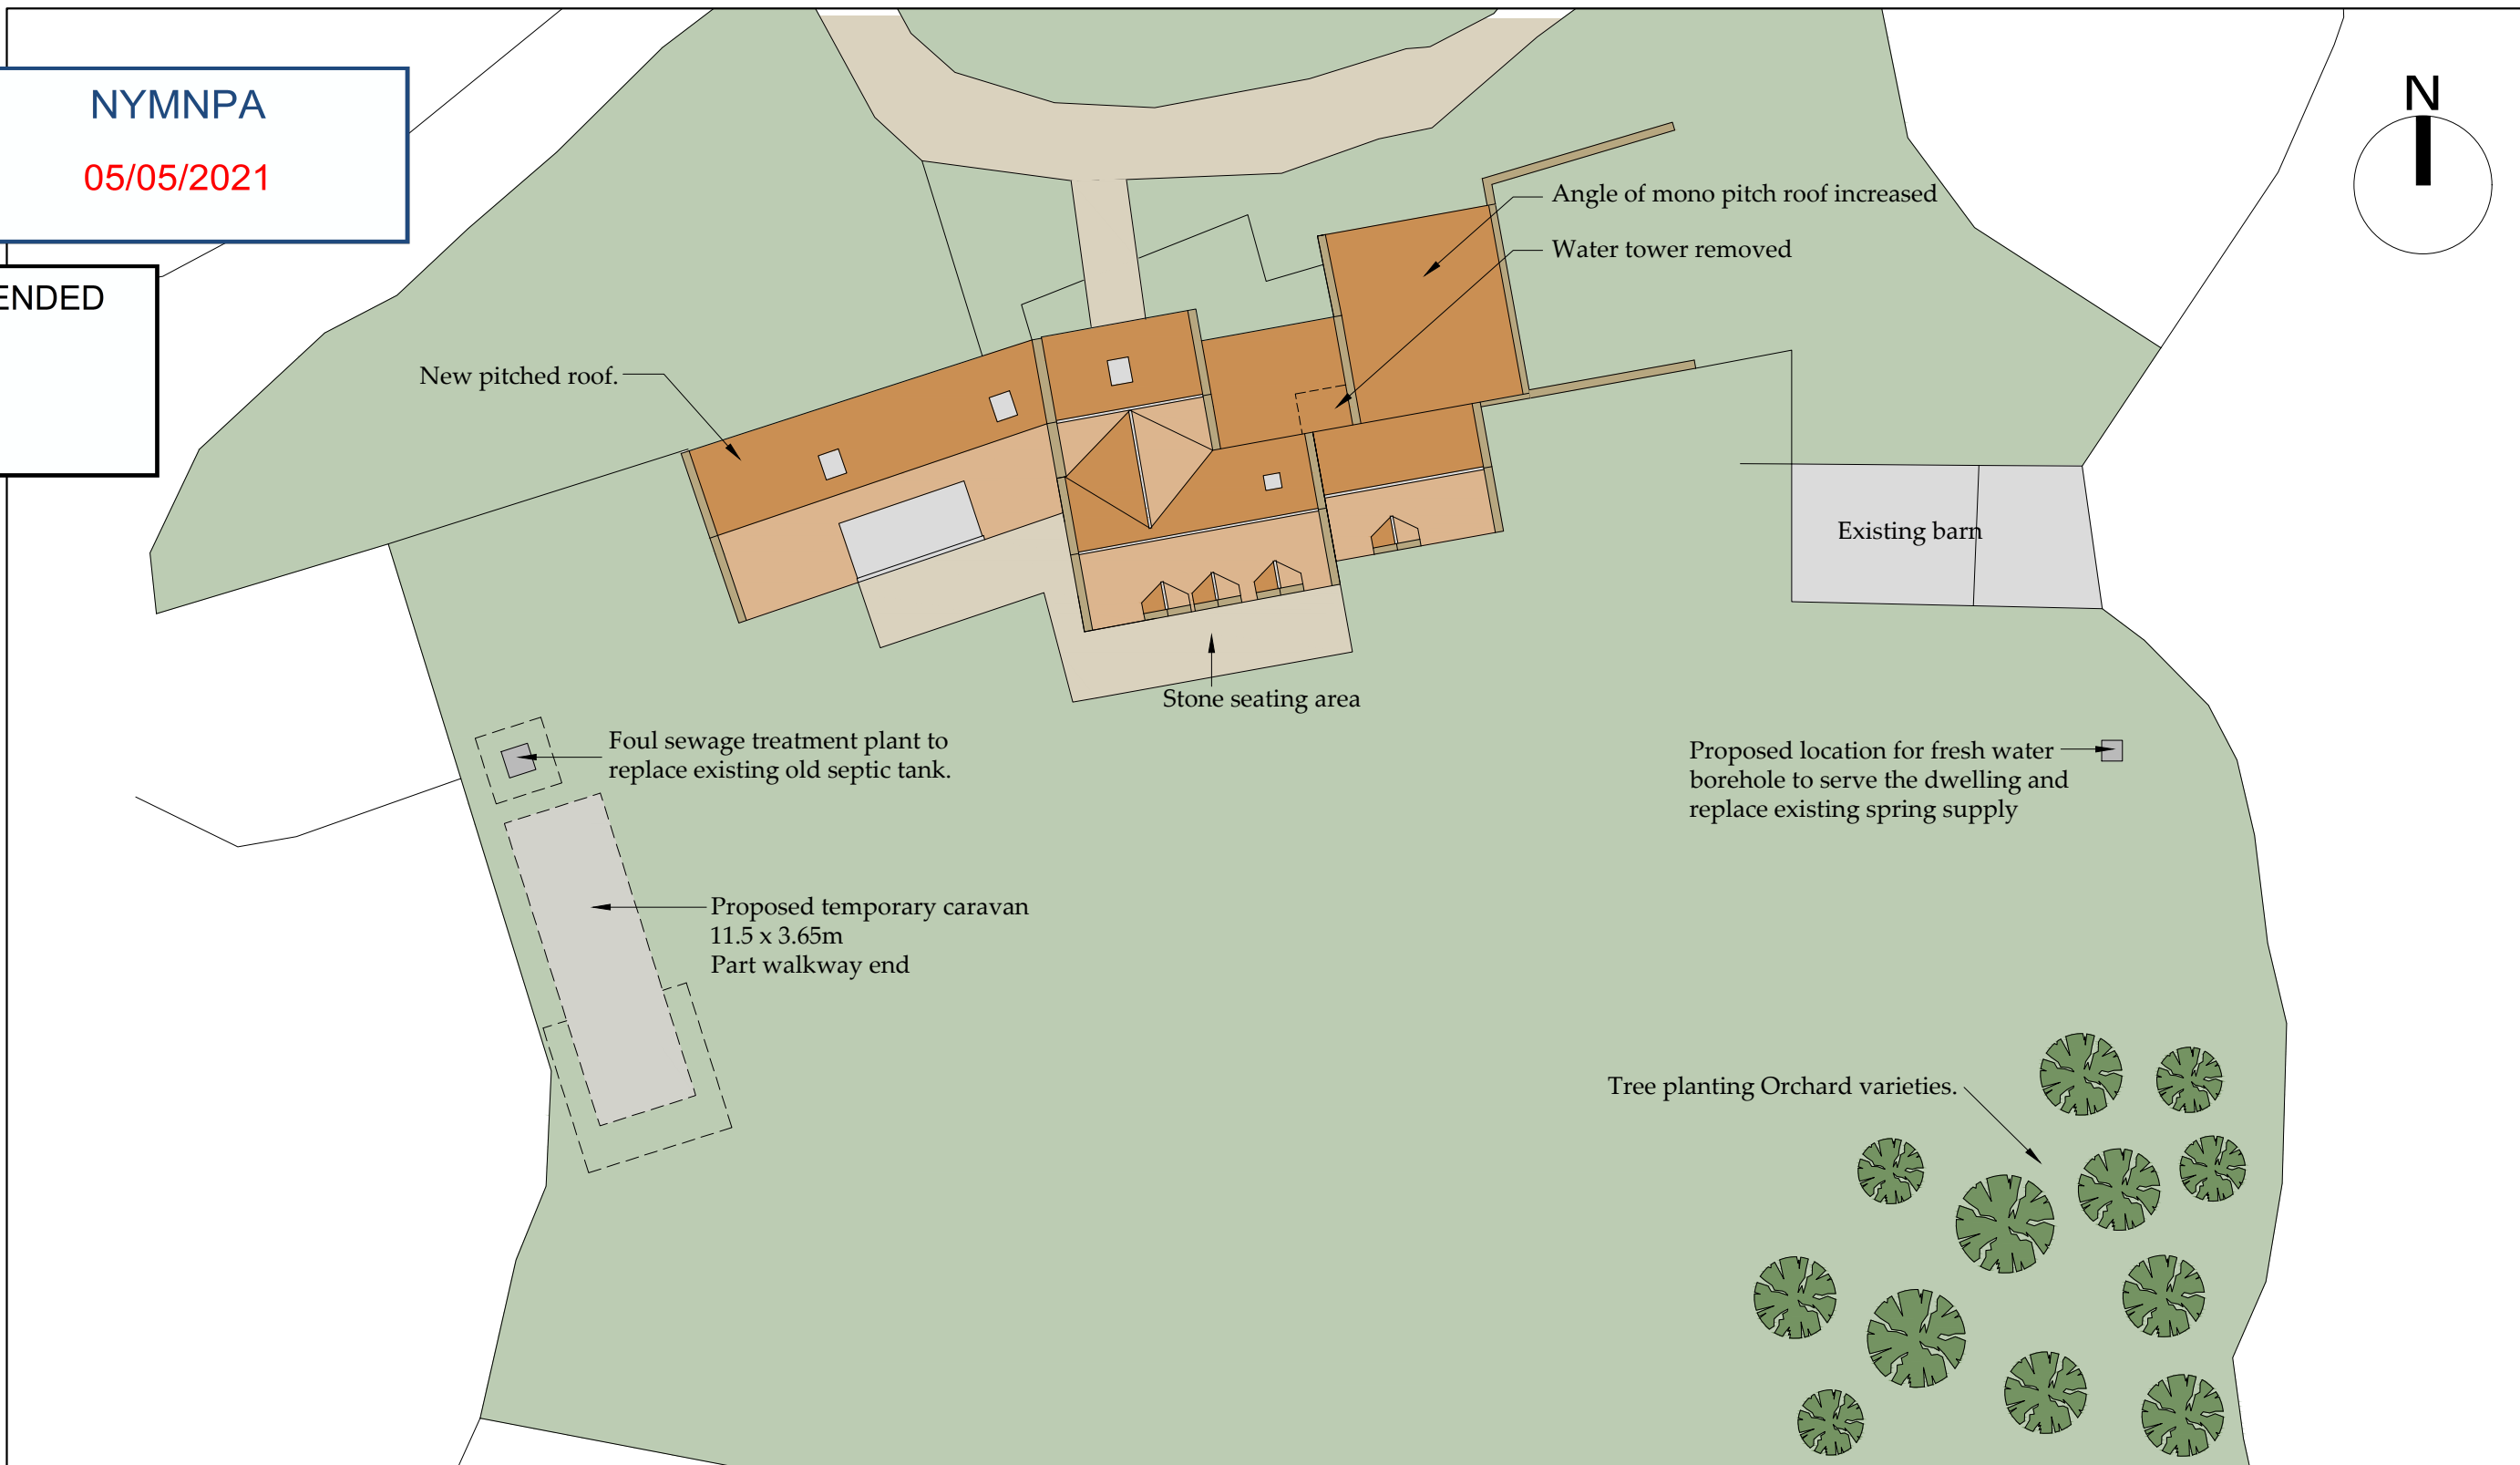 NYMNPA
05/05/2021
ENDED
N
Angle of mono pitch roof increased
Water tower removed
New pitched roof.
Existing barn
Stone seating area
Foul sewage treatment plant to
replace existing old septic tank.
Proposed location for fresh water
borehole to serve the dwelling and
replace existing spring supply
Proposed temporary caravan
11.5 x 3.65m
Part walkway end
Tree planting Orchard varieties.